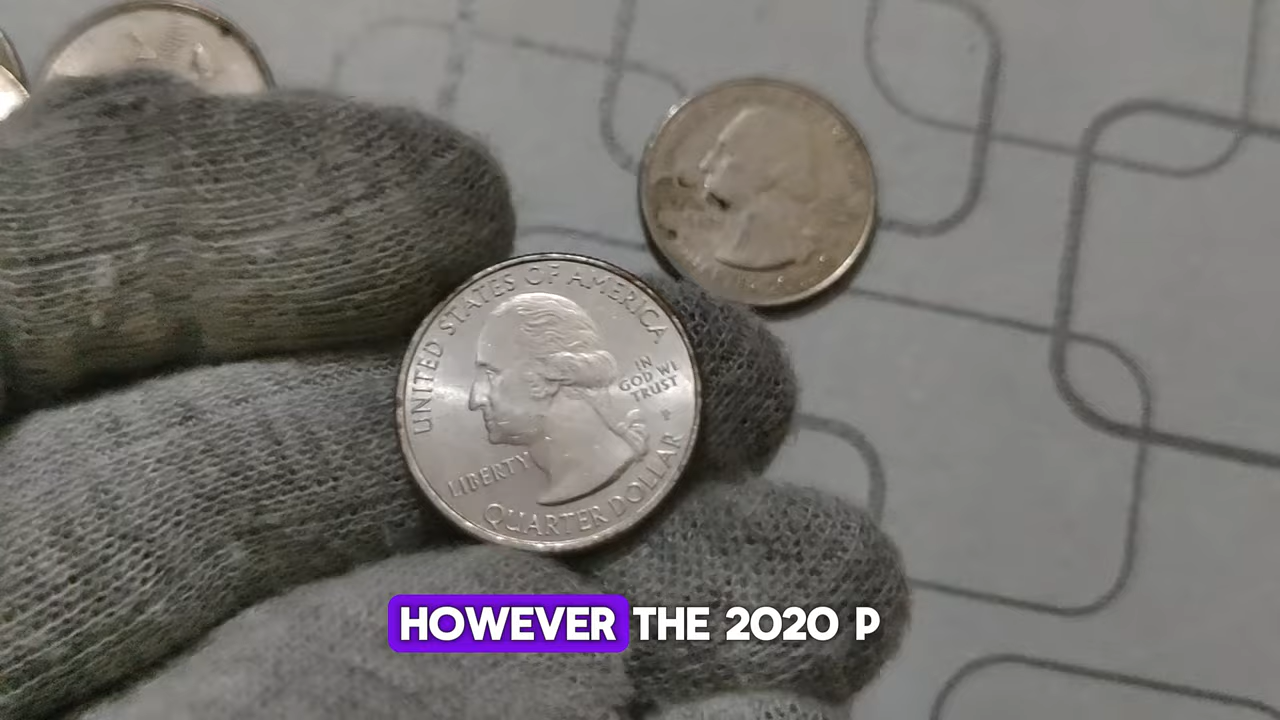 UNITED STATES OF AMERICA
IN
GOD WE
TRUST
P
LIBERTY
QUARTER DOLLAR
HOWEVER THE 2020 P